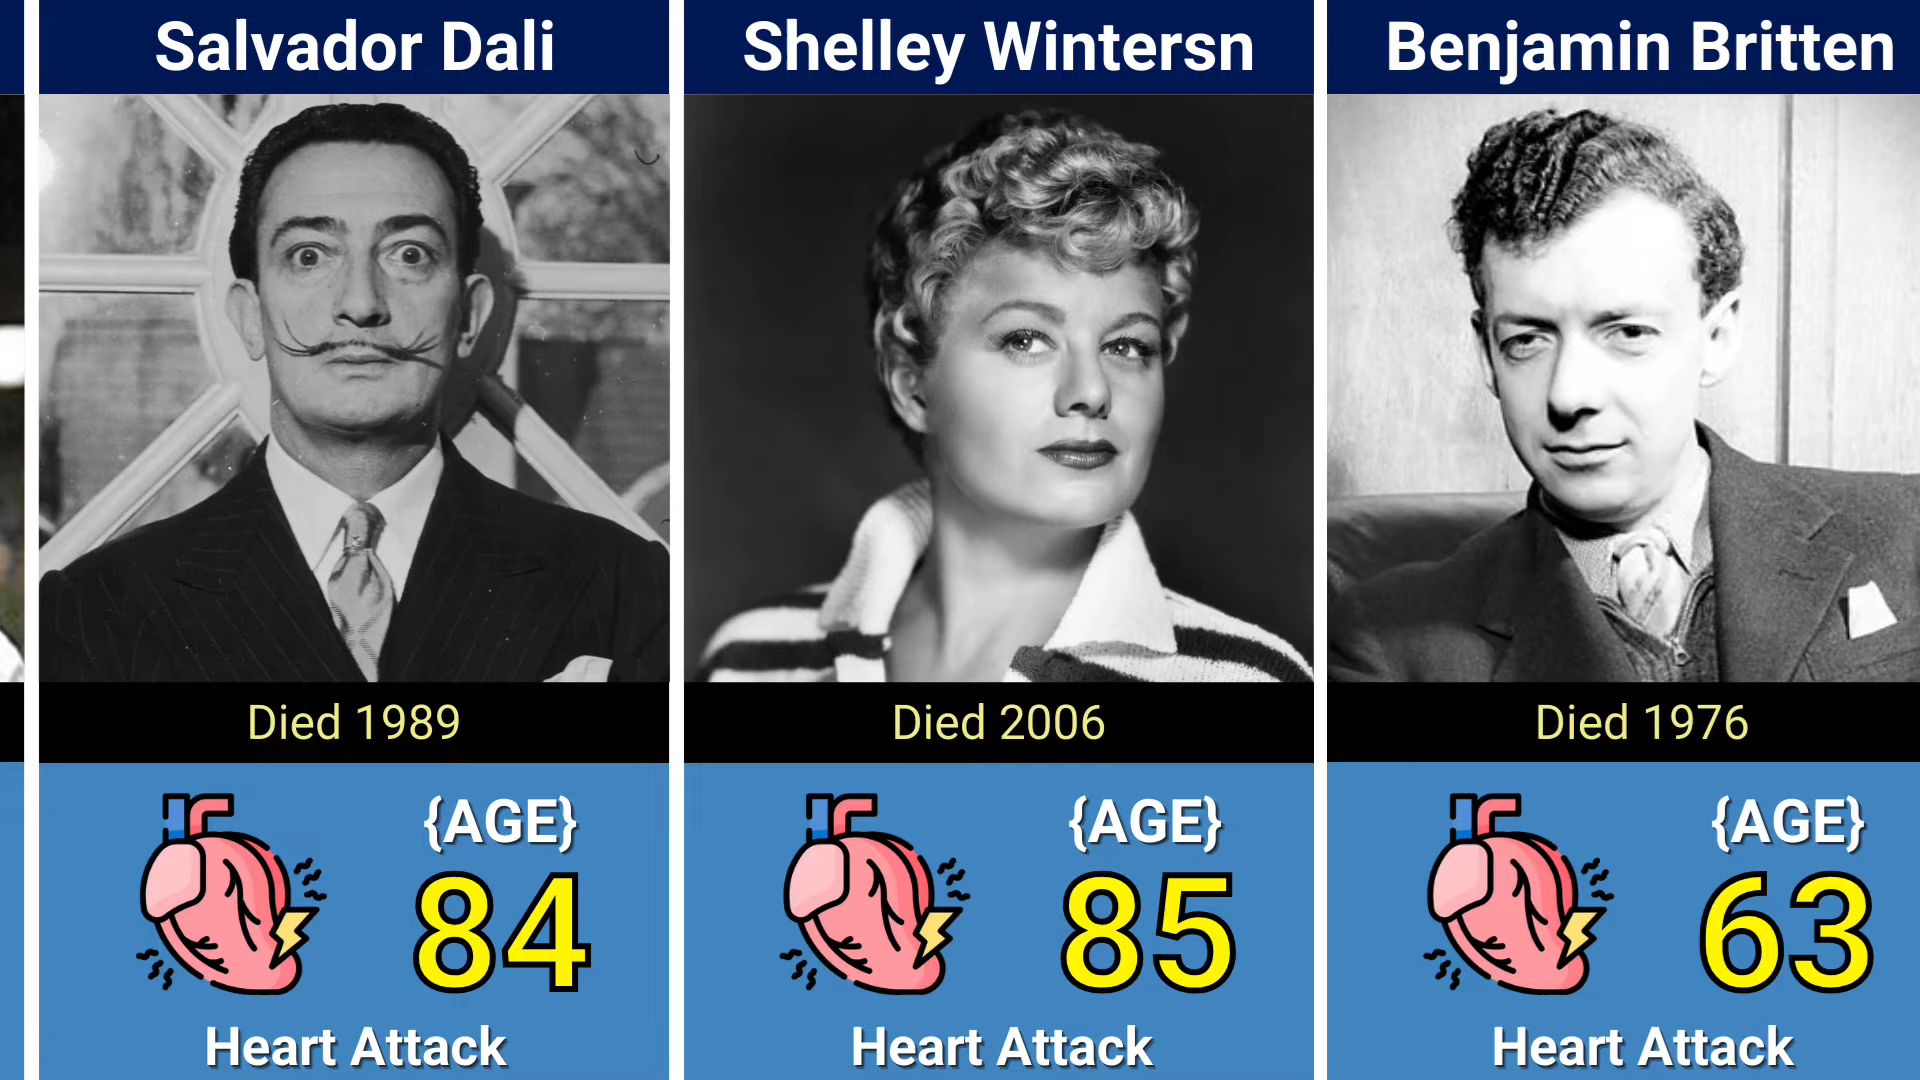 Salvador Dali
Died 1989
{AGE}
84
Heart Attack
Shelley Wintersn
Died 2006
{AGE}
85
Heart Attack
Benjamin Britten
Died 1976
{AGE}
63
Heart Attack